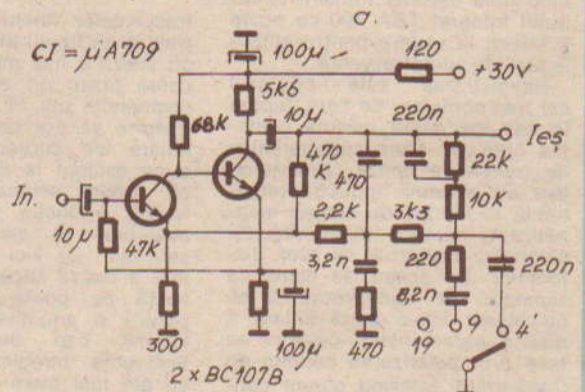 a.
CI = µA709
100µ
120
+30V
5K6
10µ
220n
68K
Ieș
470
K
470
22K
10K
In.
2,2K
3K3
10µ
47K
3,2n
220
220n
8,2n
300
100µ
470
19
9
4'
2 x BC107B